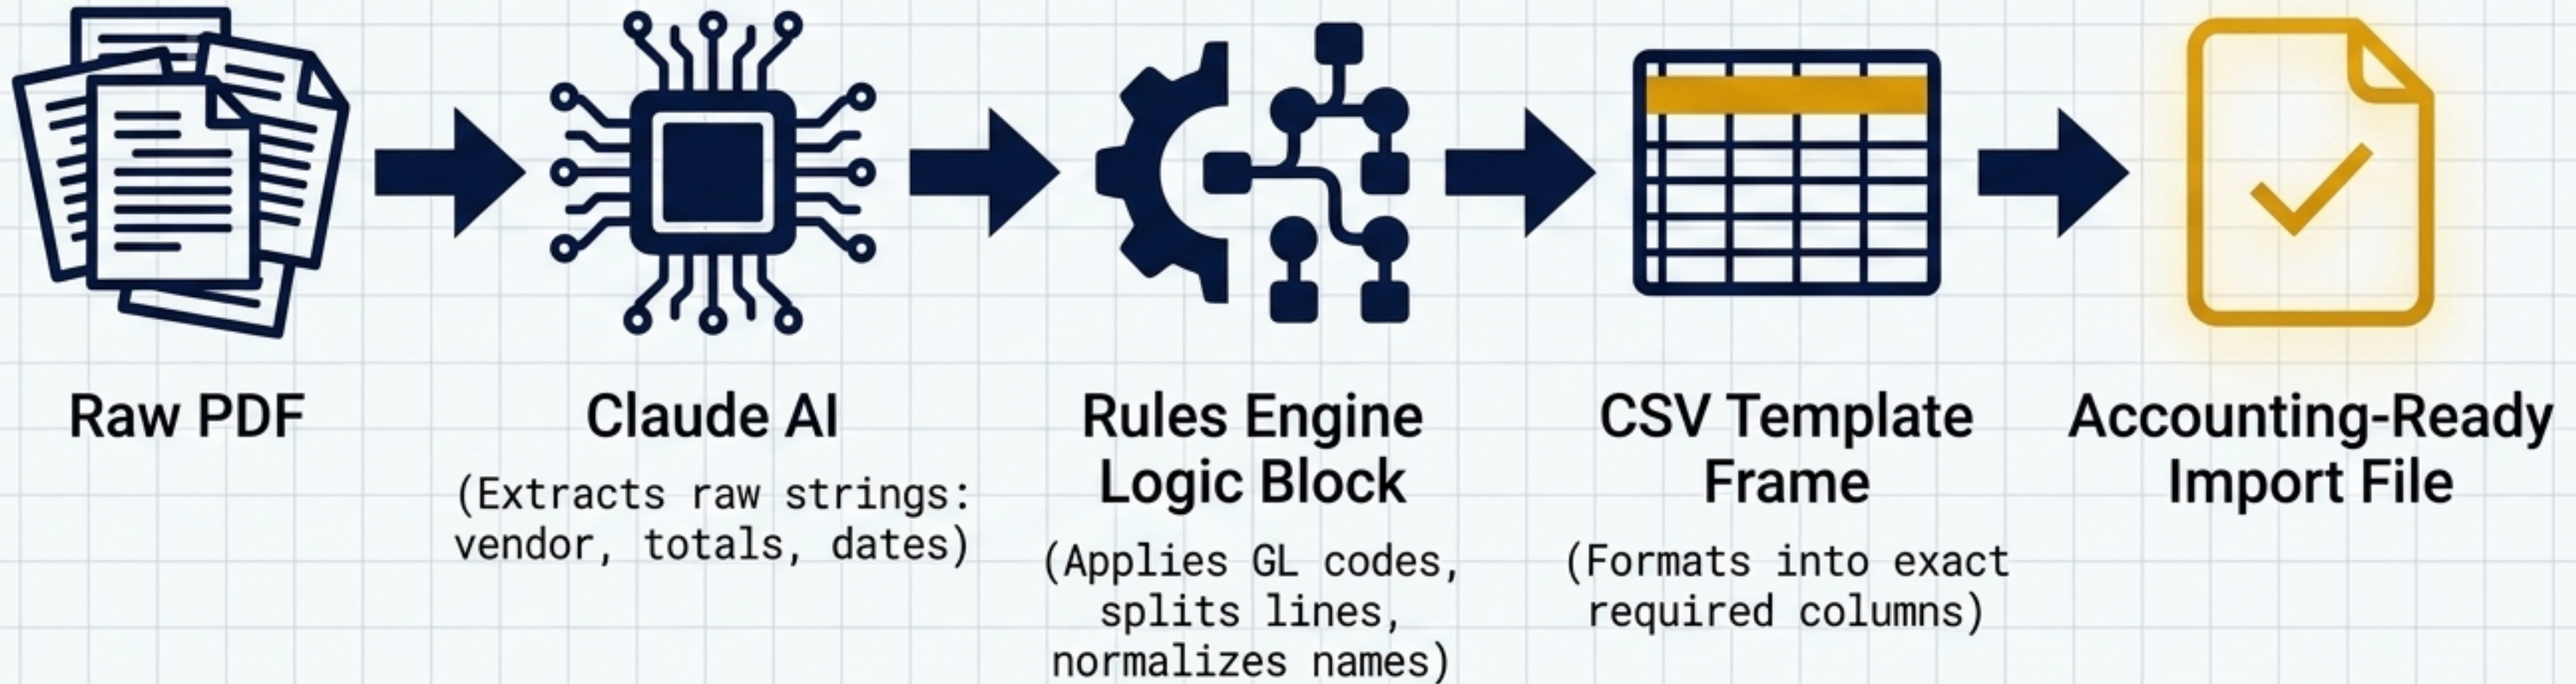 Raw PDF
Claude AI
(Extracts raw strings:
vendor, totals, dates)
Rules Engine
Logic Block
(Applies GL codes,
splits lines,
normalizes names)
CSV Template
Frame
(Formats into exact
required columns)
Accounting-Ready
Import File